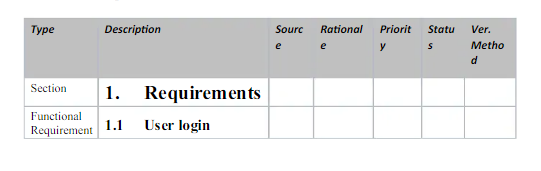 Type Description Sourc Rational Priorit Statu Ver.
e e y s Metho
d
Section 1. Requirements
Functional
Requirement 1.1 User login